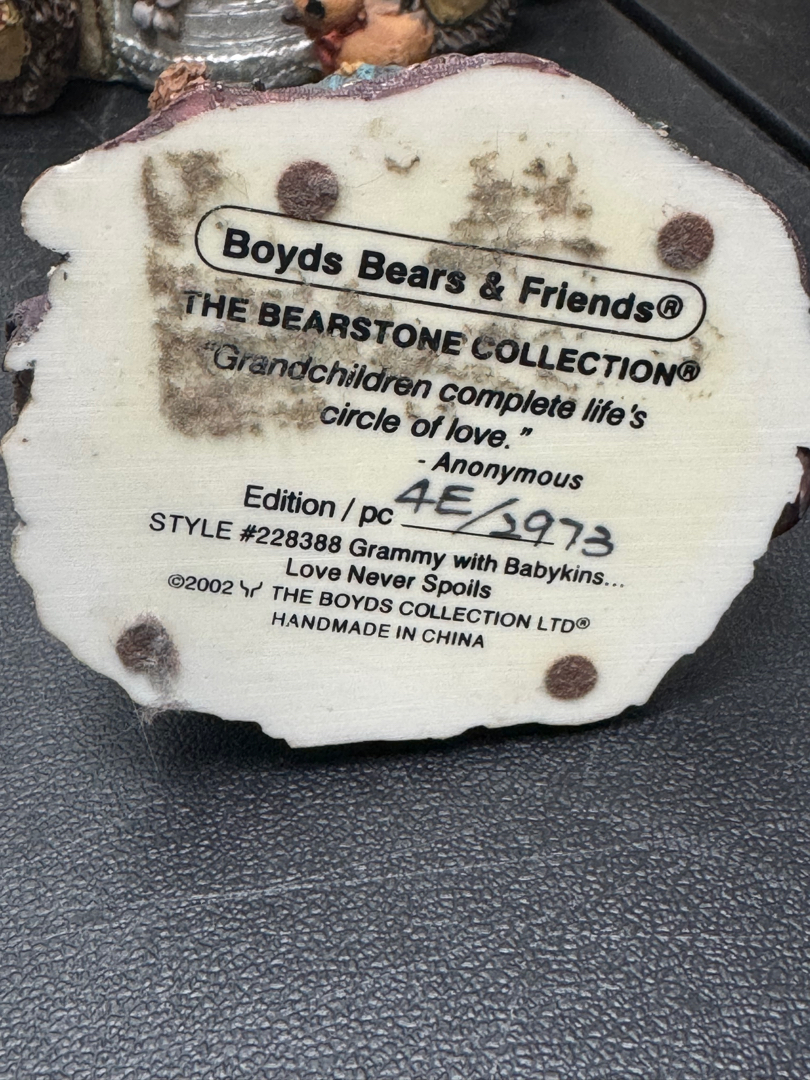 Boyds Bears & Friends®
THE BEARSTONE COLLECTION®
"Grandchildren complete life's
circle of love."
- Anonymous
Edition / pc 4E/2973
STYLE #228388 Grammy with Babykins...
Love Never Spoils
©2002 THE BOYDS COLLECTION LTD®
HANDMADE IN CHINA